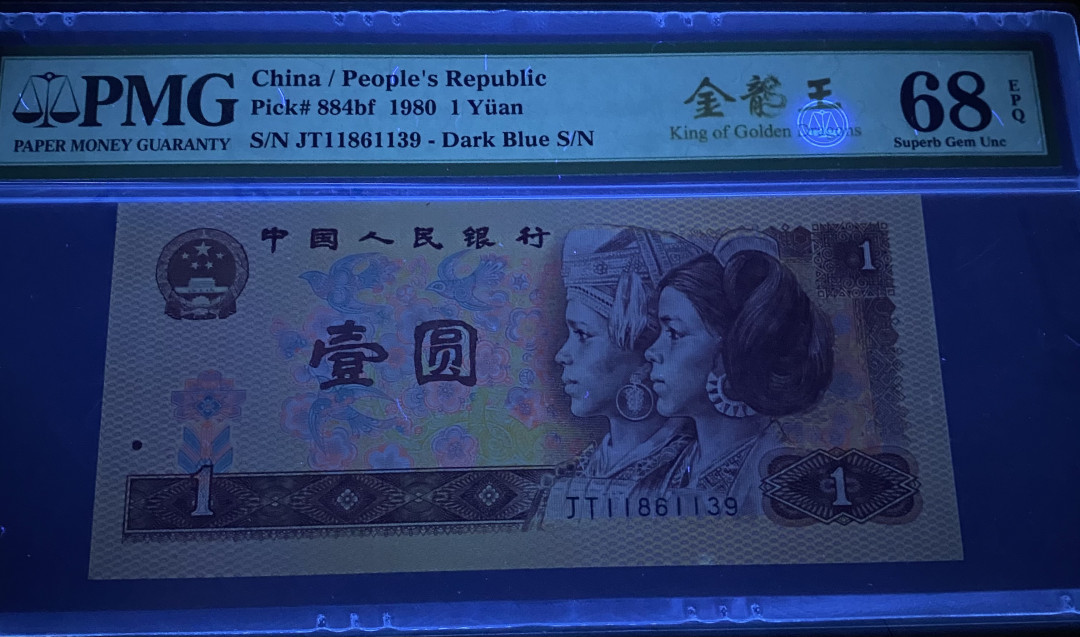 PMG
PAPER MONEY GUARANTY
China / People's Republic
Pick# 884bf 1980 1 Yüan
S/N JT11861139 - Dark Blue S/N
金龍王
King of Golden Dragons
68
EPQ
Superb Gem Unc
中国人民银行
1
壹圆
1
JT11861139
1